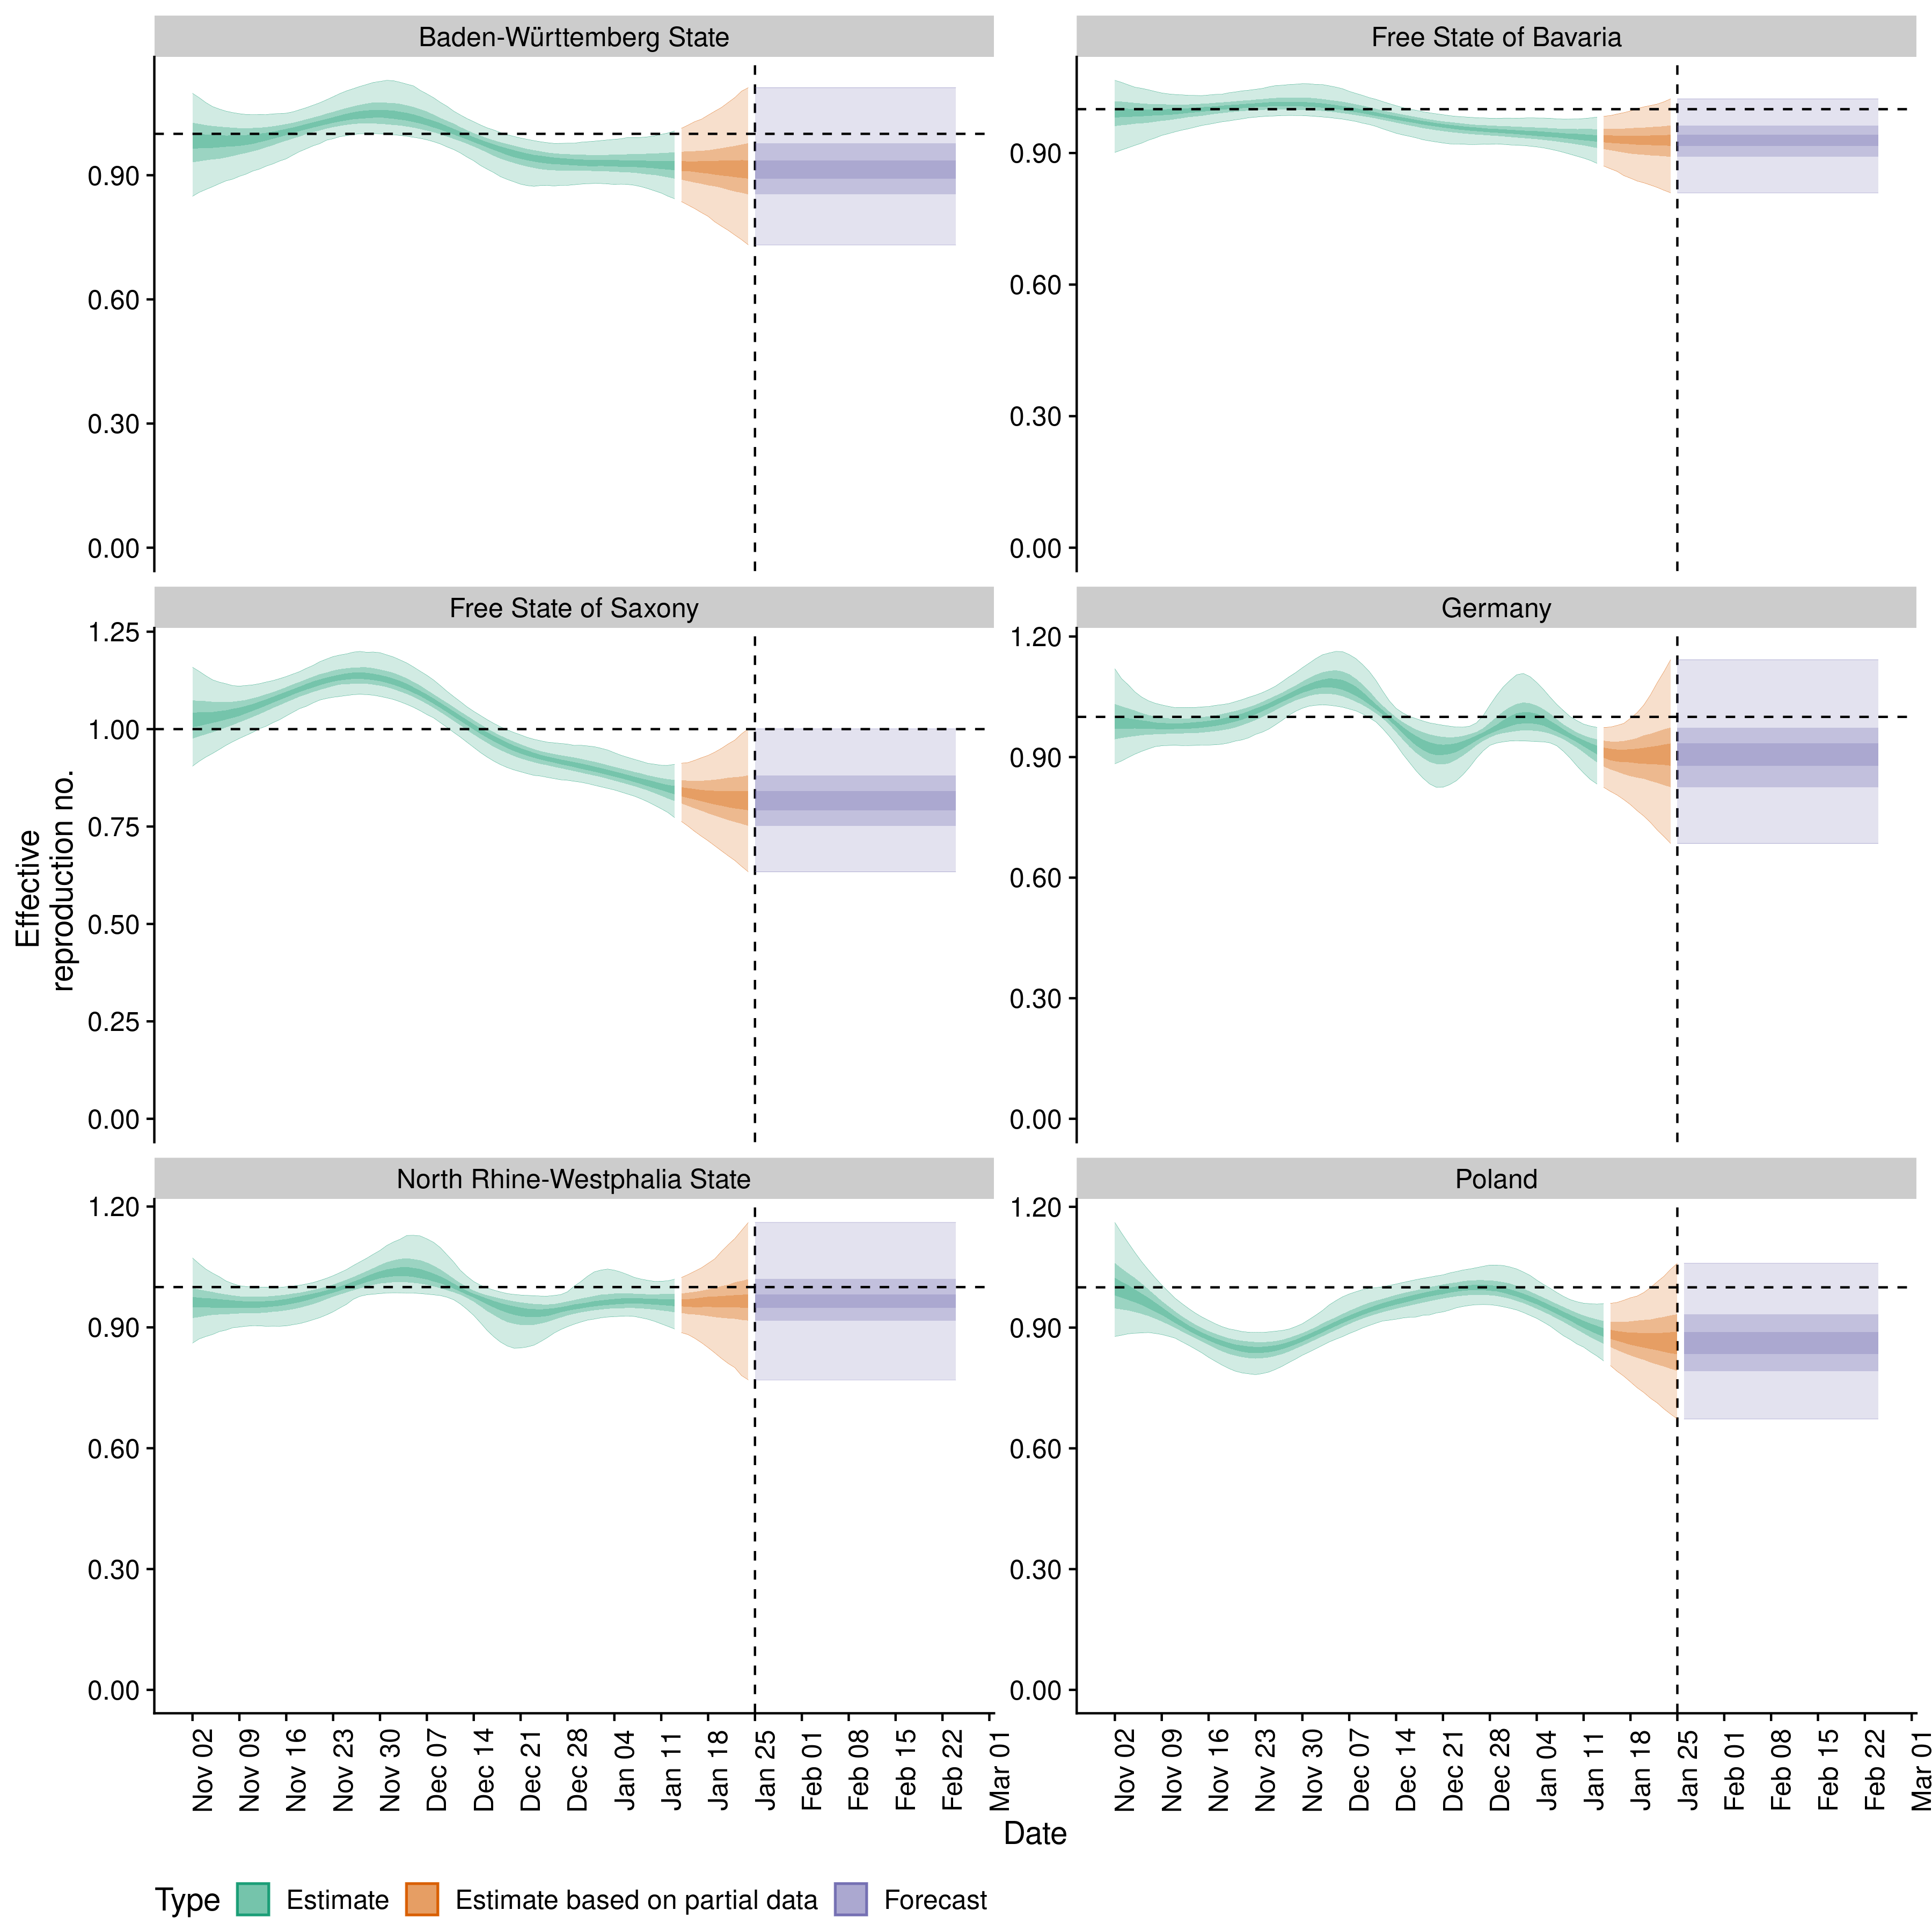 Baden-Württemberg State
Free State of Bavaria
0.90
0.60
0.30
0.00
0.90
0.60
0.30
0.00
Free State of Saxony
Germany
1.25
1.00
0.75
0.50
0.25
0.00
1.20
0.90
0.60
0.30
0.00
Effective
reproduction no.
North Rhine-Westphalia State
Poland
1.20
0.90
0.60
0.30
0.00
1.20
0.90
0.60
0.30
0.00
Nov 02
Nov 09
Nov 16
Nov 23
Nov 30
Dec 07
Dec 14
Dec 21
Dec 28
Jan 04
Jan 11
Jan 18
Jan 25
Feb 01
Feb 08
Feb 15
Feb 22
Mar 01
Nov 02
Nov 09
Nov 16
Nov 23
Nov 30
Dec 07
Dec 14
Dec 21
Dec 28
Jan 04
Jan 11
Jan 18
Jan 25
Feb 01
Feb 08
Feb 15
Feb 22
Mar 01
Date
Type Estimate Estimate based on partial data Forecast